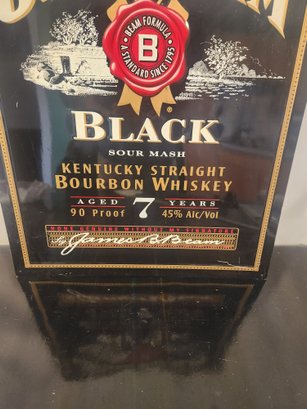 BEAM FORMULA
B
A STANDARD SINCE 1795
BLACK
®
SOUR MASH
KENTUCKY STRAIGHT
BOURBON WHISKEY
AGED 7 YEARS
90 Proof 45% Alc/Vol
NONE GENUINE WITHOUT MY SIGNATURE
James B. Beam